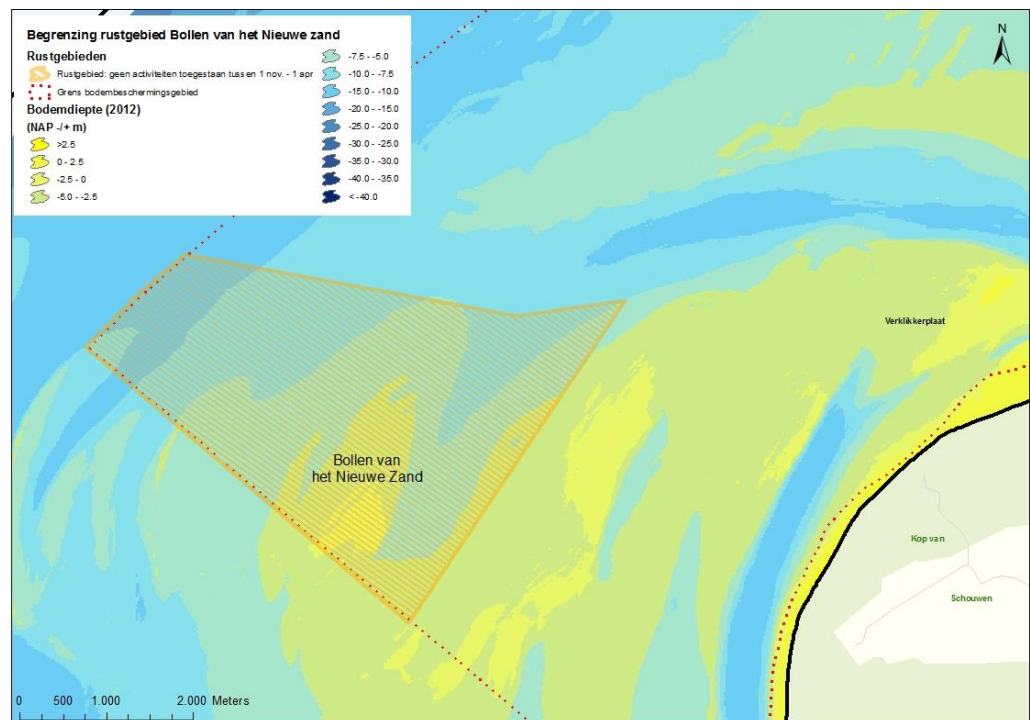 Begrenzing rustgebied Bollen van het Nieuwe zand
Rustgebieden
Rustgebied: geen activiteiten toegestaan tussen 1 nov. - 1 apr
Grens bodembeschermingsgebied
Bodemdiepte (2012)
(NAP -/+ m)
>2.5
0 - 2.5
-2.5 - 0
-5.0 - -2.5
-7.5 - -5.0
-10.0 - -7.5
-15.0 - -10.0
-20.0 - -15.0
-25.0 - -20.0
-30.0 - -25.0
-35.0 - -30.0
-40.0 - -35.0
< -40.0
N
Verklikkerplaat
Bollen van
het Nieuwe Zand
Kop van
Schouwen
0 500 1.000 2.000 Meters